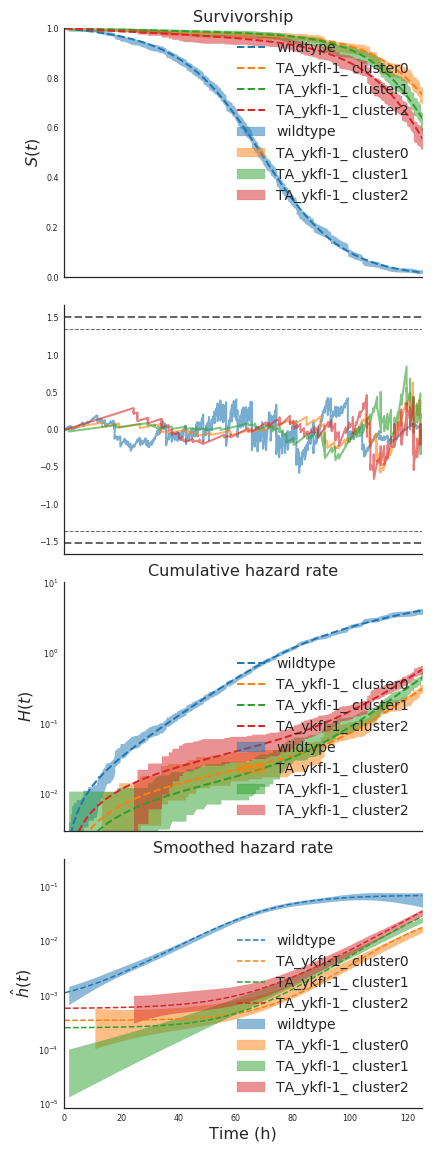 Survivorship
1.0
0.8
0.6
0.4
0.2
0.0
S(t)
wildtype
TA_ykfI-1_ cluster0
TA_ykfI-1_ cluster1
TA_ykfI-1_ cluster2
wildtype
TA_ykfI-1_ cluster0
TA_ykfI-1_ cluster1
TA_ykfI-1_ cluster2
1.5
1.0
0.5
0.0
−0.5
−1.0
−1.5
Cumulative hazard rate
10¹
10⁰
10⁻¹
10⁻²
H(t)
wildtype
TA_ykfI-1_ cluster0
TA_ykfI-1_ cluster1
TA_ykfI-1_ cluster2
wildtype
TA_ykfI-1_ cluster0
TA_ykfI-1_ cluster1
TA_ykfI-1_ cluster2
Smoothed hazard rate
10⁻¹
10⁻²
10⁻³
10⁻⁴
10⁻⁵
ĥ(t)
wildtype
TA_ykfI-1_ cluster0
TA_ykfI-1_ cluster1
TA_ykfI-1_ cluster2
wildtype
TA_ykfI-1_ cluster0
TA_ykfI-1_ cluster1
TA_ykfI-1_ cluster2
0 20 40 60 80 100 120
Time (h)